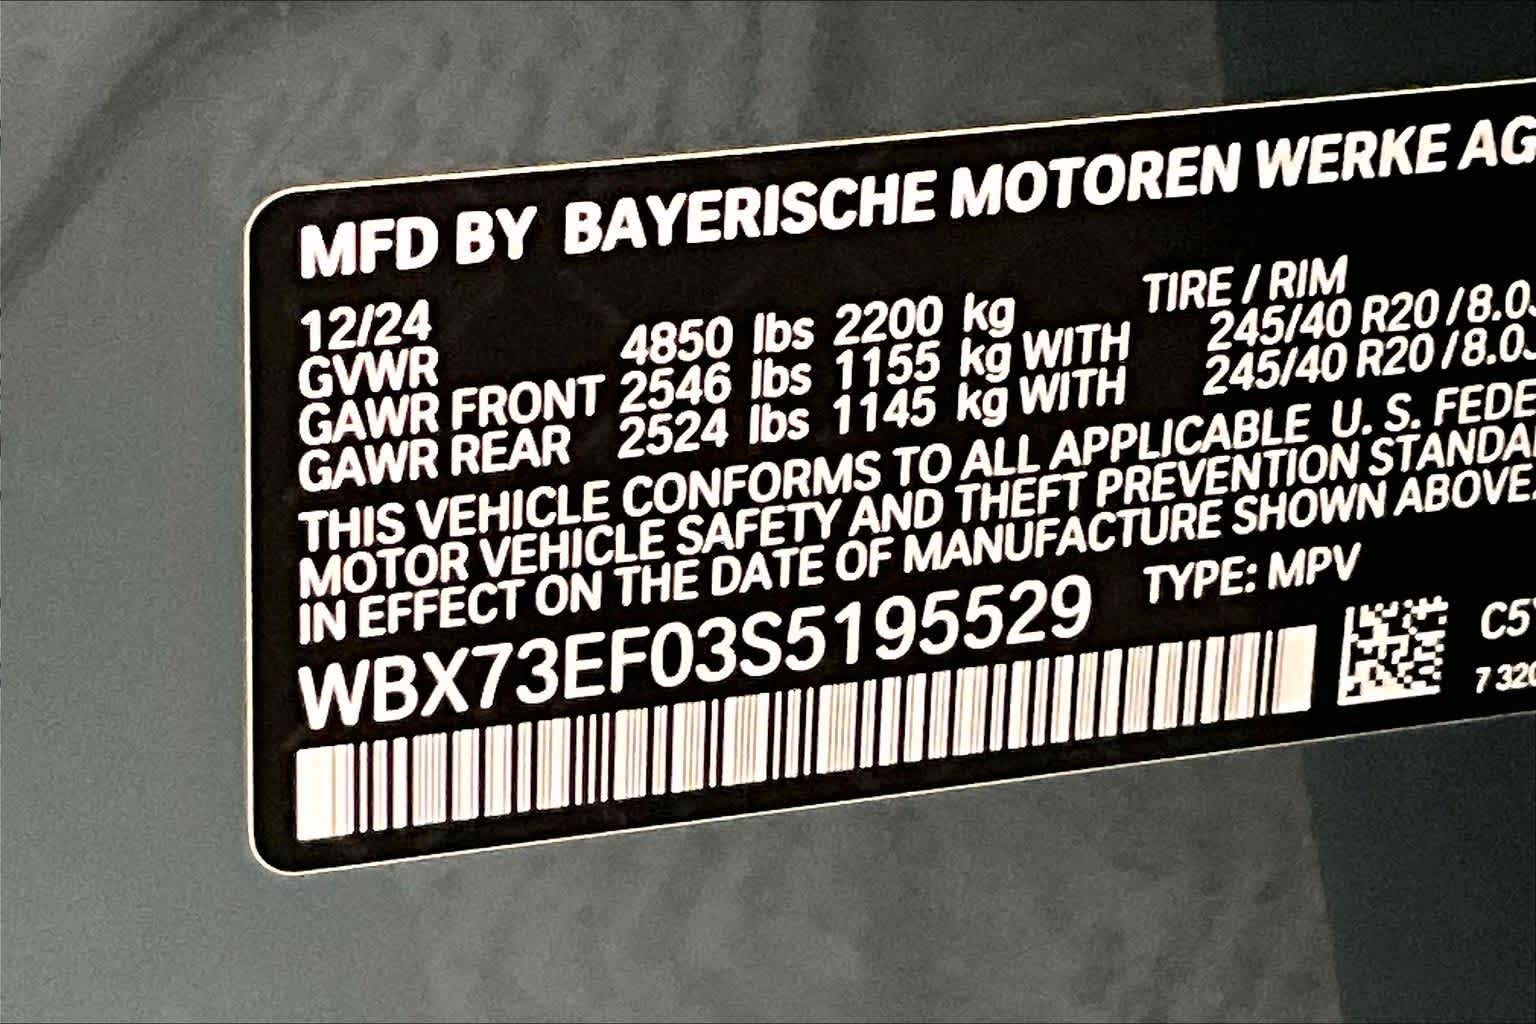 MFD BY BAYERISCHE MOTOREN WERKE AG
12/24 TIRE / RIM
GVWR 4850 lbs 2200 kg
GAWR FRONT 2546 lbs 1155 kg WITH 245/40 R20 / 8.0J
GAWR REAR 2524 lbs 1145 kg WITH 245/40 R20 / 8.0J
THIS VEHICLE CONFORMS TO ALL APPLICABLE U. S.
MOTOR VEHICLE SAFETY AND THEFT PREVENTION
IN EFFECT ON THE DATE OF MANUFACTURE SHOWN ABOVE.
WBX73EF03S5195529 TYPE: MPV